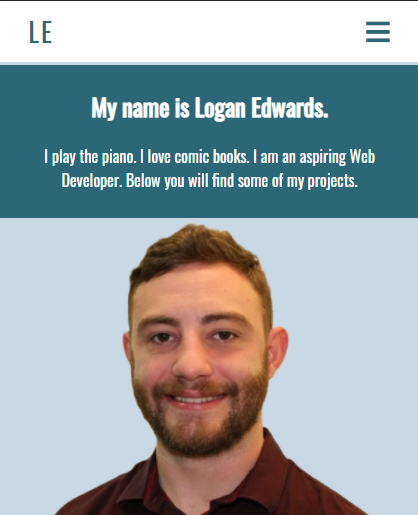 LE
My name is Logan Edwards.
I play the piano. I love comic books. I am an aspiring Web
Developer. Below you will find some of my projects.